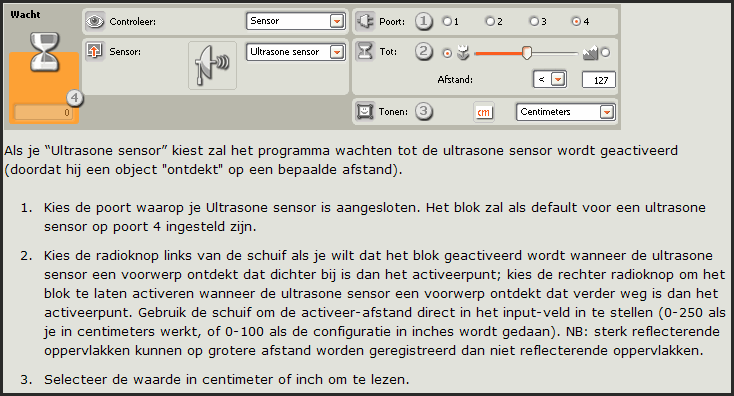 Wacht
Controleer: Sensor
Poort: 1 1 2 3 4
Sensor: Ultrasone sensor
Tot: 2
Afstand: < 127
4
0
Tonen: 3 cm Centimeters
Als je “Ultrasone sensor” kiest zal het programma wachten tot de ultrasone sensor wordt geactiveerd
(doordat hij een object "ontdekt" op een bepaalde afstand).
1. Kies de poort waarop je Ultrasone sensor is aangesloten. Het blok zal als default voor een ultrasone
sensor op poort 4 ingesteld zijn.
2. Kies de radioknop links van de schuif als je wilt dat het blok geactiveerd wordt wanneer de ultrasone
sensor een voorwerp ontdekt dat dichter bij is dan het activeerpunt; kies de rechter radioknop om het
blok te laten activeren wanneer de ultrasone sensor een voorwerp ontdekt dat verder weg is dan het
activeerpunt. Gebruik de schuif om de activeer-afstand direct in het input-veld in te stellen (0-250 als
je in centimeters werkt, of 0-100 als de configuratie in inches wordt gedaan). NB: sterk reflecterende
oppervlakken kunnen op grotere afstand worden geregistreerd dan niet reflecterende oppervlakken.
3. Selecteer de waarde in centimeter of inch om te lezen.